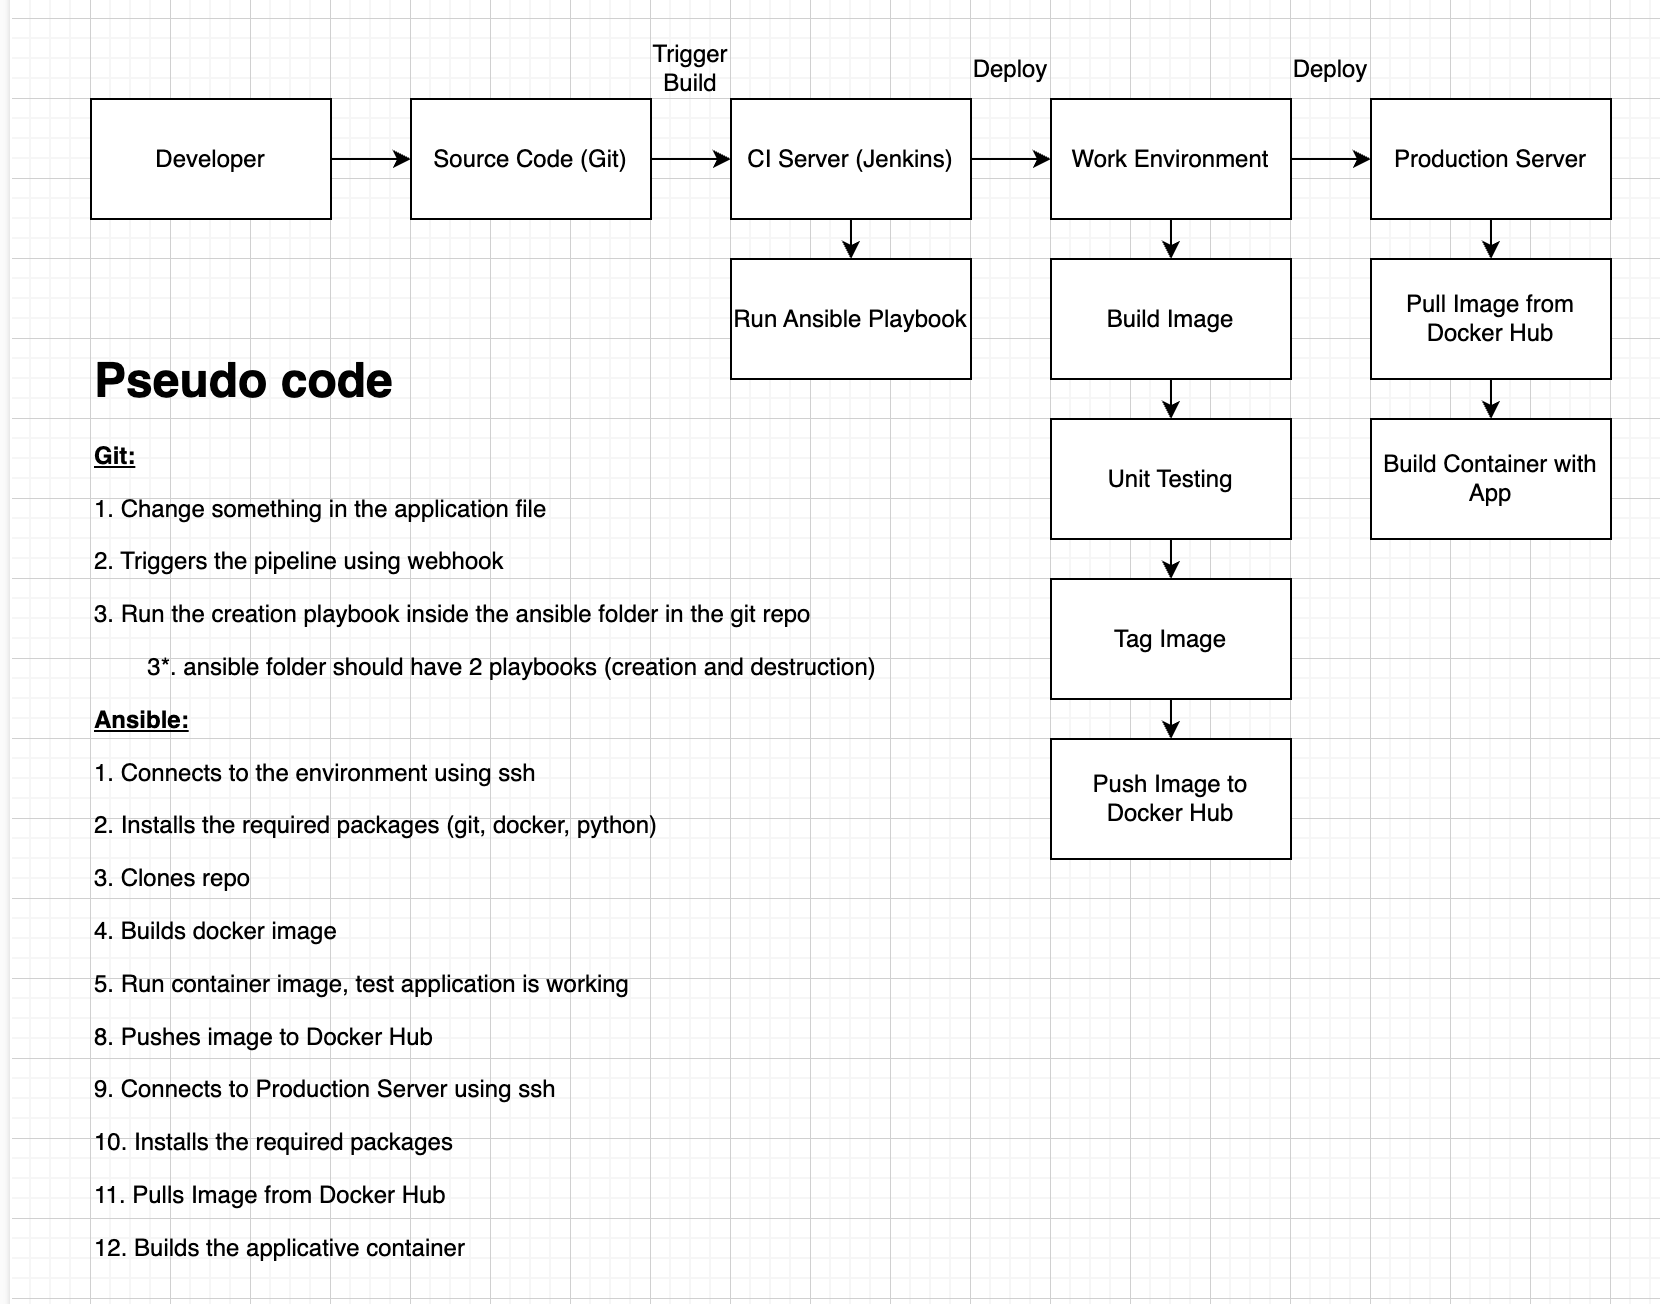 Trigger
Build
Deploy
Deploy
Developer
Source Code (Git)
CI Server (Jenkins)
Work Environment
Production Server
Run Ansible Playbook
Build Image
Pull Image from
Docker Hub
Unit Testing
Build Container with
App
Tag Image
Push Image to
Docker Hub
Pseudo code
Git:
1. Change something in the application file
2. Triggers the pipeline using webhook
3. Run the creation playbook inside the ansible folder in the git repo
3*. ansible folder should have 2 playbooks (creation and destruction)
Ansible:
1. Connects to the environment using ssh
2. Installs the required packages (git, docker, python)
3. Clones repo
4. Builds docker image
5. Run container image, test application is working
8. Pushes image to Docker Hub
9. Connects to Production Server using ssh
10. Installs the required packages
11. Pulls Image from Docker Hub
12. Builds the applicative container